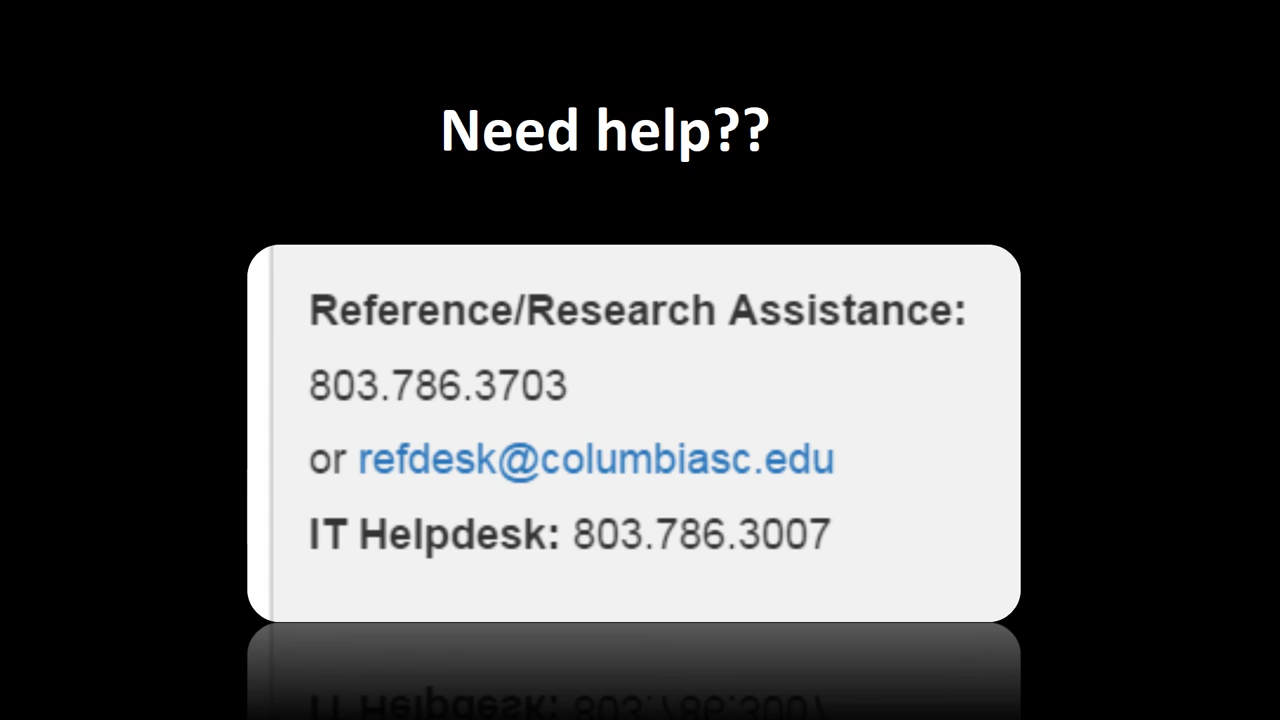 Need help??
Reference/Research Assistance:
803.786.3703
or refdesk@columbiasc.edu
IT Helpdesk: 803.786.3007